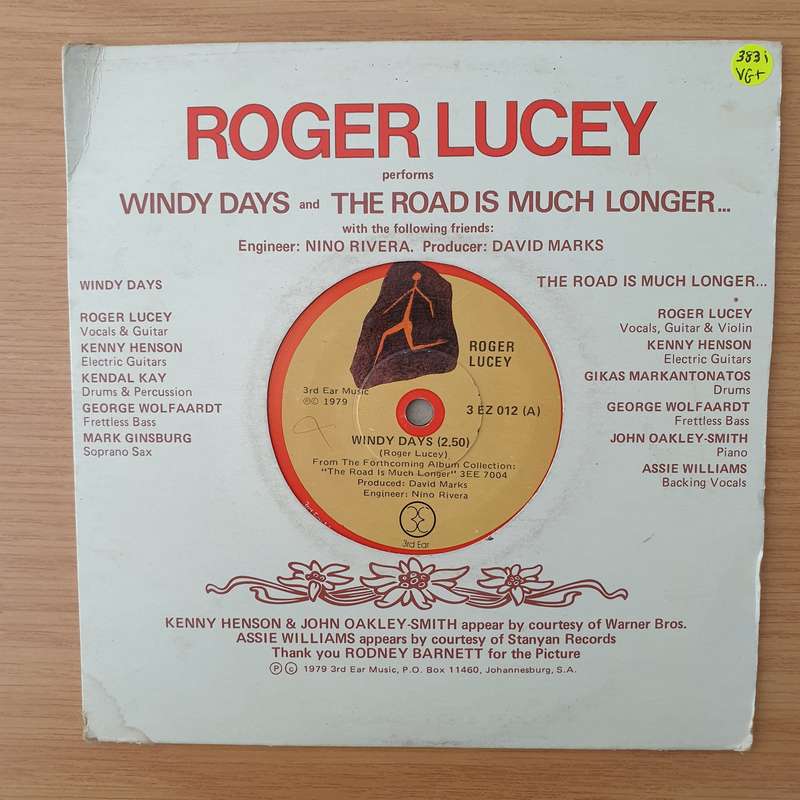 383i
VG+
ROGER LUCEY
performs
WINDY DAYS and THE ROAD IS MUCH LONGER...
with the following friends:
Engineer: NINO RIVERA. Producer: DAVID MARKS
WINDY DAYS
ROGER LUCEY
Vocals & Guitar
KENNY HENSON
Electric Guitars
KENDAL KAY
Drums & Percussion
GEORGE WOLFAARDT
Frettless Bass
MARK GINSBURG
Soprano Sax
ROGER
LUCEY
3rd Ear Music
Ⓟ© 1979
3 EZ 012 (A)
WINDY DAYS (2.50)
(Roger Lucey)
From The Forthcoming Album Collection:
"The Road Is Much Longer" 3EE 7004
Produced: David Marks
Engineer: Nino Rivera
3rd Ear
THE ROAD IS MUCH LONGER...
ROGER LUCEY
Vocals, Guitar & Violin
KENNY HENSON
Electric Guitars
GIKAS MARKANTONATOS
Drums
GEORGE WOLFAARDT
Frettless Bass
JOHN OAKLEY-SMITH
Piano
ASSIE WILLIAMS
Backing Vocals
KENNY HENSON & JOHN OAKLEY-SMITH appear by courtesy of Warner Bros.
ASSIE WILLIAMS appears by courtesy of Stanyan Records
Thank you RODNEY BARNETT for the Picture
Ⓟ © 1979 3rd Ear Music, P.O. Box 11460, Johannesburg, S.A.